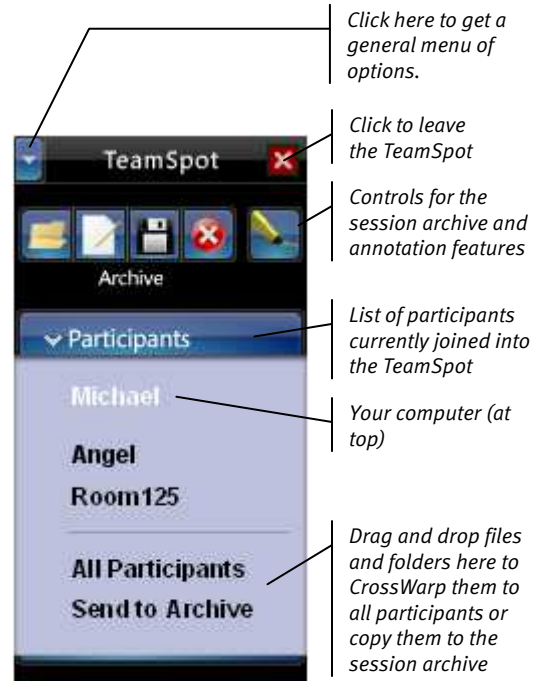 Click here to get a
general menu of
options.
TeamSpot
Click to leave
the TeamSpot
Controls for the
session archive and
annotation features
Archive
Participants
List of participants
currently joined into
the TeamSpot
Michael
Your computer (at
top)
Angel
Room125
All Participants
Send to Archive
Drag and drop files
and folders here to
CrossWarp them to
all participants or
copy them to the
session archive